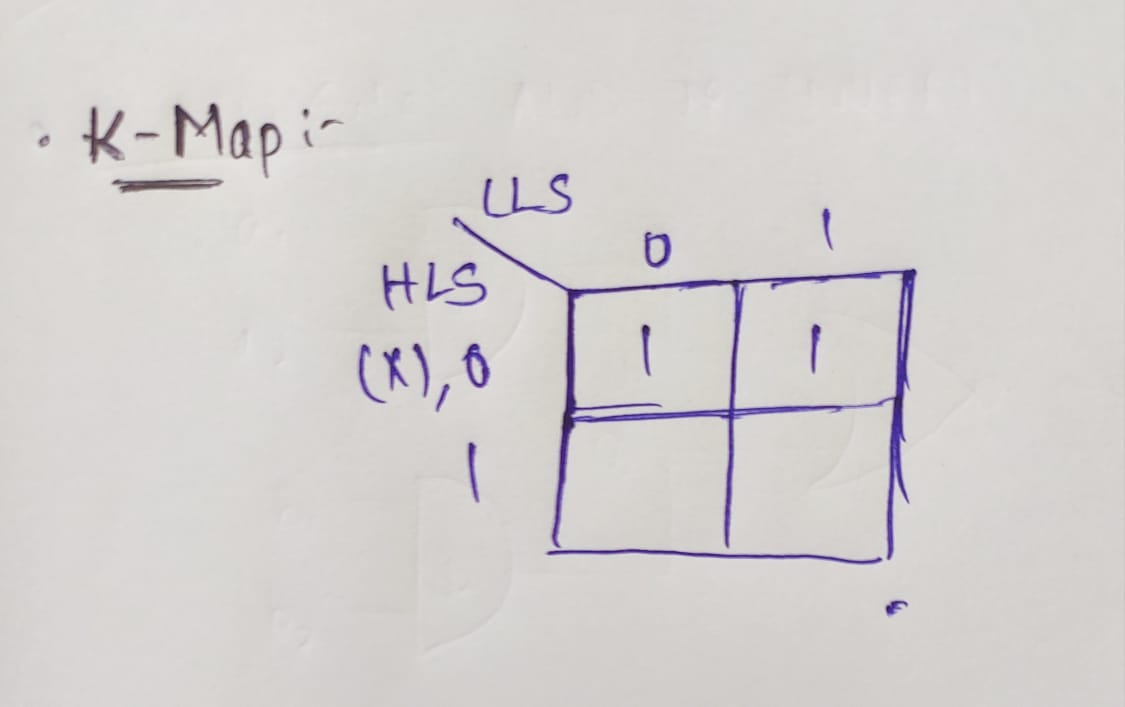 . K-Map :-
LLS
HLS
0 1
(X), 0 1 1
1